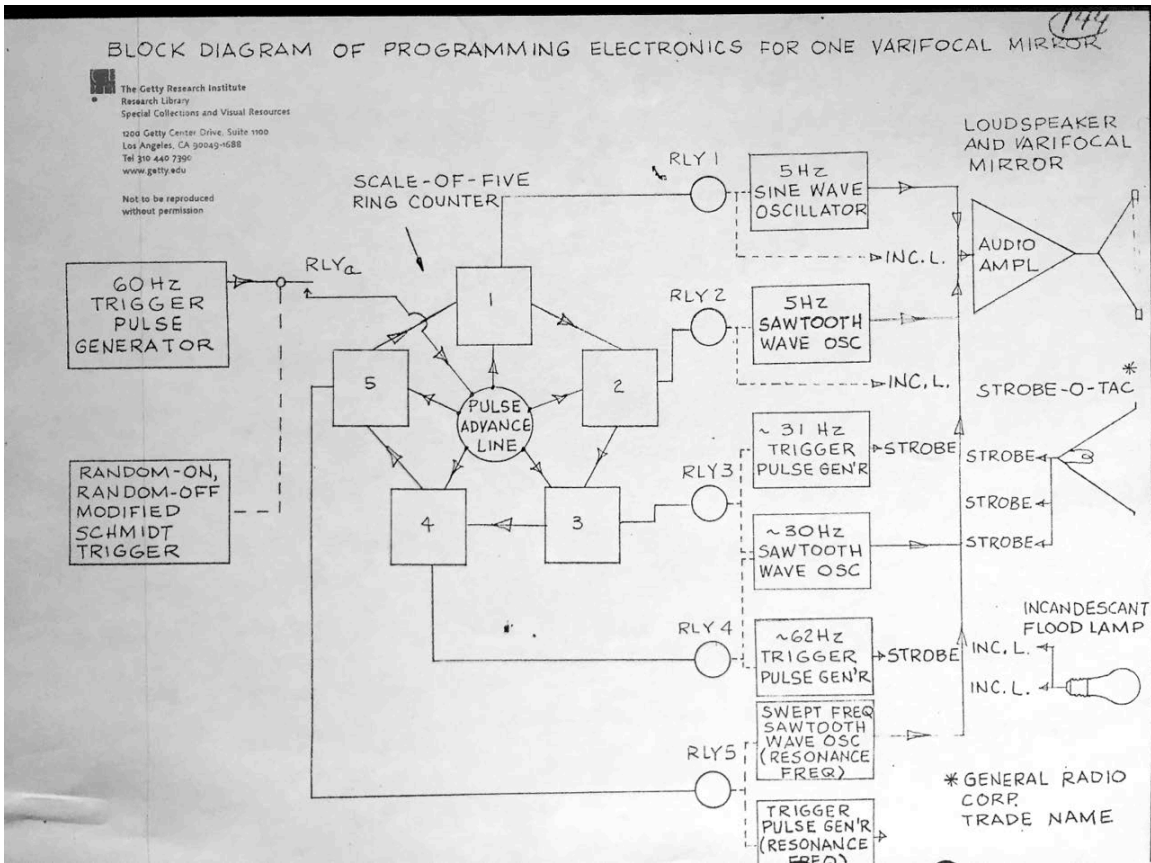 144
BLOCK DIAGRAM OF PROGRAMMING ELECTRONICS FOR ONE VARIFOCAL MIRROR
The Getty Research Institute
Research Library
Special Collections and Visual Resources
1200 Getty Center Drive, Suite 1100
Los Angeles, CA 90049-1688
Tel 310 440 7390
www.getty.edu
Not to be reproduced
without permission
SCALE-OF-FIVE
RING COUNTER
60 HZ
TRIGGER
PULSE
GENERATOR
RLYa
RANDOM-ON,
RANDOM-OFF
MODIFIED
SCHMIDT
TRIGGER
1
2
3
4
5
PULSE
ADVANCE
LINE
RLY 1
5HZ
SINE WAVE
OSCILLATOR
INC. L.
RLY 2
5HZ
SAWTOOTH
WAVE OSC
INC. L.
RLY3
~ 31 HZ
TRIGGER
PULSE GEN'R
STROBE
~30HZ
SAWTOOTH
WAVE OSC
RLY 4
~62HZ
TRIGGER
PULSE GEN'R
STROBE
RLY5
SWEPT FREQ
SAWTOOTH
WAVE OSC
(RESONANCE
FREQ)
TRIGGER
PULSE GEN'R
(RESONANCE
FREQ)
LOUDSPEAKER
AND VARIFOCAL
MIRROR
AUDIO
AMPL
*
STROBE-O-TAC
STROBE
STROBE
STROBE
INCANDESCANT
FLOOD LAMP
INC. L.
INC. L.
* GENERAL RADIO
CORP.
TRADE NAME